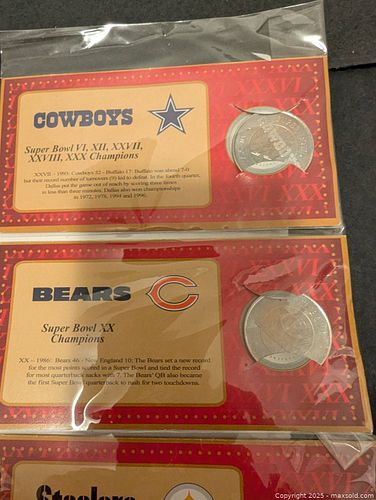 COWBOYS
Super Bowl VI, XII, XXVII,
XXVIII, XXX Champions
XXVII - 1993: Cowboys 52 - Buffalo 17: Buffalo was ahead 7-0
but their record number of turnovers (9) led to defeat. In the fourth quarter,
Dallas put the game out of reach by scoring three times
in less than three minutes. Dallas also won championships
in 1972, 1978, 1994 and 1996.
XXXVI
BEARS
Super Bowl XX
Champions
XX - 1986: Bears 46 - New England 10: The Bears set a new record
for the most points scored in a Super Bowl and tied the record
for most quarterback sacks with 7. The Bears' QB also became
the first Super Bowl quarterback to rush for two touchdowns.
Steelers
Copyright 2025 - maxsold.com